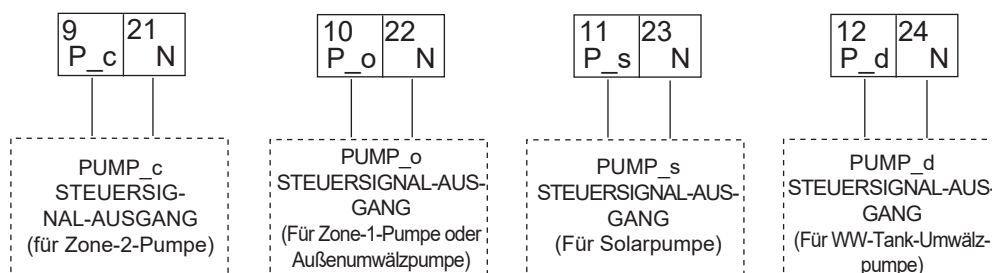 9 21
P_c N
PUMP_c
STEUERSIG-
NAL-AUSGANG
(für Zone-2-Pumpe)
10 22
P_o N
PUMP_o
STEUERSIGNAL-AUS-
GANG
(Für Zone-1-Pumpe oder
Außenumwälzpumpe)
11 23
P_s N
PUMP_s
STEUERSIGNAL-AUS-
GANG
(Für Solarpumpe)
12 24
P_d N
PUMP_d
STEUERSIGNAL-AUS-
GANG
(Für WW-Tank-Umwälz-
pumpe)